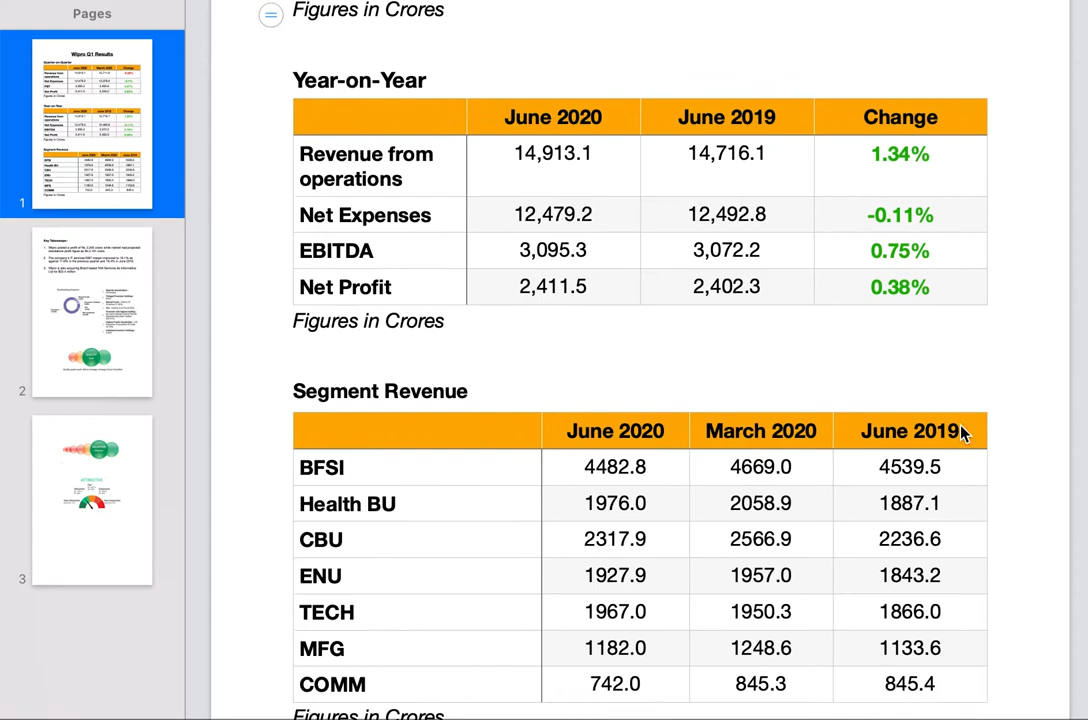 Pages
Figures in Crores
Year-on-Year
June 2020 June 2019 Change
Revenue from operations 14,913.1 14,716.1 1.34%
Net Expenses 12,479.2 12,492.8 -0.11%
EBITDA 3,095.3 3,072.2 0.75%
Net Profit 2,411.5 2,402.3 0.38%
Figures in Crores
Segment Revenue
June 2020 March 2020 June 2019
BFSI 4482.8 4669.0 4539.5
Health BU 1976.0 2058.9 1887.1
CBU 2317.9 2566.9 2236.6
ENU 1927.9 1957.0 1843.2
TECH 1967.0 1950.3 1866.0
MFG 1182.0 1248.6 1133.6
COMM 742.0 845.3 845.4
Figures in Crores
Wipro Q1 Results
1
2
3